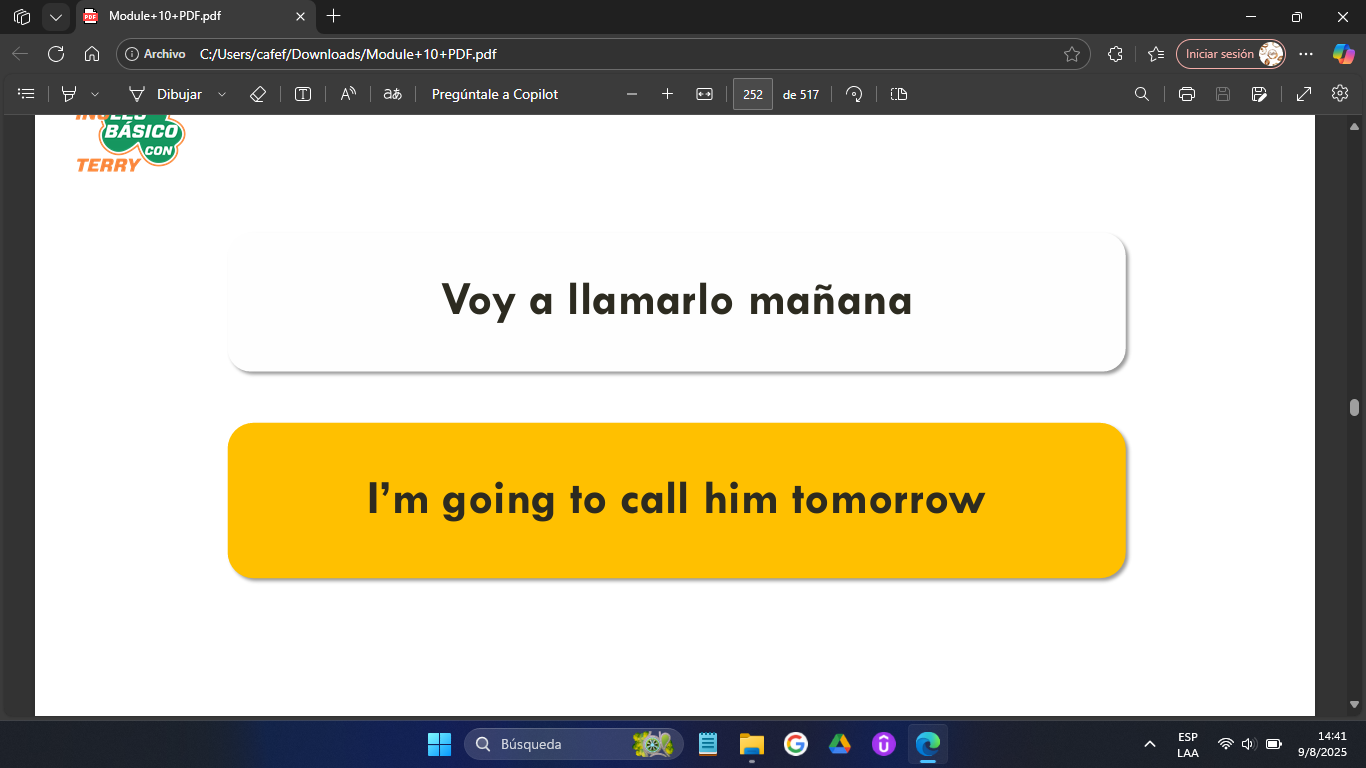 Module+10+PDF.pdf
Archivo C:/Users/cafef/Downloads/Module+10+PDF.pdf Iniciar sesión
Dibujar Pregúntale a Copilot 252 de 517
BÁSICO
CON
TERRY
Voy a llamarlo mañana
I'm going to call him tomorrow
Búsqueda
ESP
LAA
14:41
9/8/2025